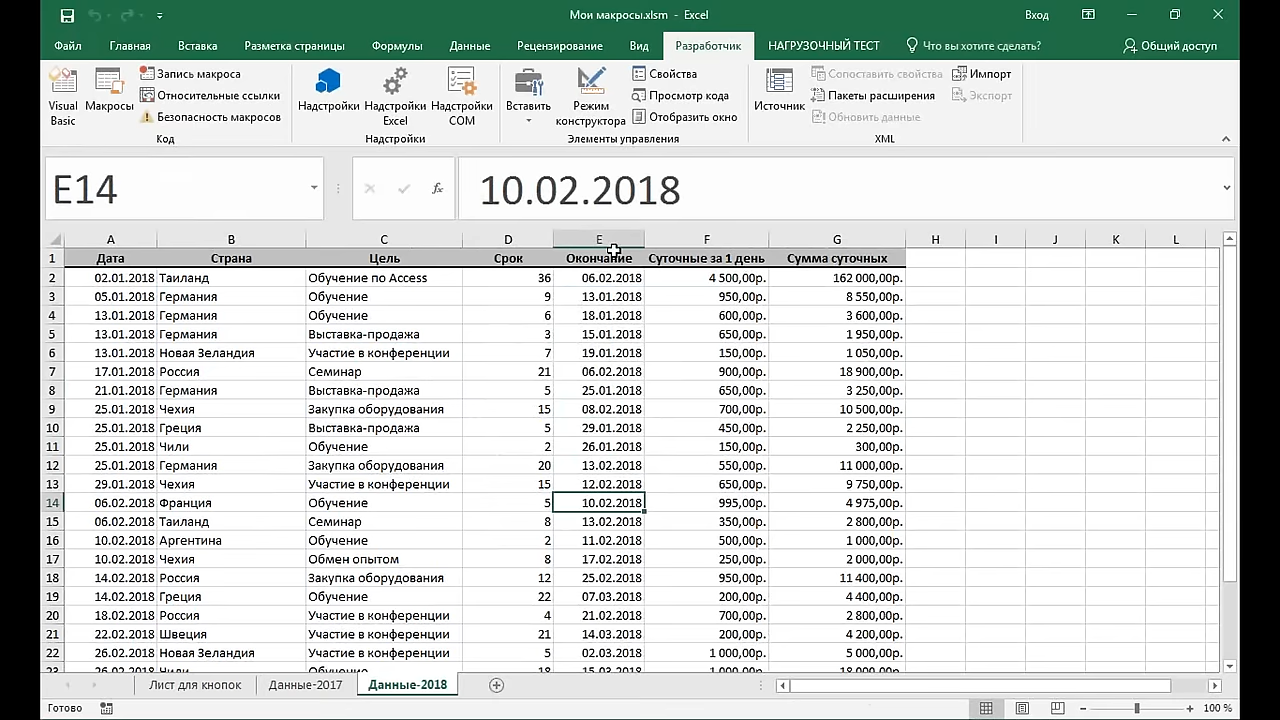 Мои макросы.xlsm - Excel
Вход
Файл Главная Вставка Разметка страницы Формулы Данные Рецензирование Вид Разработчик НАГРУЗОЧНЫЙ ТЕСТ Что вы хотите сделать? Общий доступ
Visual Basic
Макросы
Запись макроса
Относительные ссылки
Безопасность макросов
Код
Надстройки
Надстройки Excel
Надстройки COM
Надстройки
Вставить
Режим конструктора
Свойства
Просмотр кода
Отобразить окно
Элементы управления
Источник
Сопоставить свойства
Пакеты расширения
Обновить данные
Импорт
Экспорт
XML
E14 fx 10.02.2018
A B C D E F G H I J K L
1 Дата Страна Цель Срок Окончание Суточные за 1 день Сумма суточных
2 02.01.2018 Таиланд Обучение по Access 36 06.02.2018 4 500,00р. 162 000,00р.
3 05.01.2018 Германия Обучение 9 13.01.2018 950,00р. 8 550,00р.
4 13.01.2018 Германия Обучение 6 18.01.2018 600,00р. 3 600,00р.
5 13.01.2018 Германия Выставка-продажа 3 15.01.2018 650,00р. 1 950,00р.
6 13.01.2018 Новая Зеландия Участие в конференции 7 19.01.2018 150,00р. 1 050,00р.
7 17.01.2018 Россия Семинар 21 06.02.2018 900,00р. 18 900,00р.
8 21.01.2018 Германия Выставка-продажа 5 25.01.2018 650,00р. 3 250,00р.
9 25.01.2018 Чехия Закупка оборудования 15 08.02.2018 700,00р. 10 500,00р.
10 25.01.2018 Греция Выставка-продажа 5 29.01.2018 450,00р. 2 250,00р.
11 25.01.2018 Чили Обучение 2 26.01.2018 150,00р. 300,00р.
12 25.01.2018 Германия Закупка оборудования 20 13.02.2018 550,00р. 11 000,00р.
13 29.01.2018 Чехия Участие в конференции 15 12.02.2018 650,00р. 9 750,00р.
14 06.02.2018 Франция Обучение 5 10.02.2018 995,00р. 4 975,00р.
15 06.02.2018 Таиланд Семинар 8 13.02.2018 350,00р. 2 800,00р.
16 10.02.2018 Аргентина Обучение 2 11.02.2018 500,00р. 1 000,00р.
17 10.02.2018 Чехия Обмен опытом 8 17.02.2018 250,00р. 2 000,00р.
18 14.02.2018 Россия Закупка оборудования 12 25.02.2018 950,00р. 11 400,00р.
19 14.02.2018 Греция Обучение 22 07.03.2018 200,00р. 4 400,00р.
20 18.02.2018 Россия Участие в конференции 4 21.02.2018 700,00р. 2 800,00р.
21 22.02.2018 Швеция Участие в конференции 21 14.03.2018 200,00р. 4 200,00р.
22 26.02.2018 Новая Зеландия Участие в конференции 5 02.03.2018 1 000,00р. 5 000,00р.
23 26.02.2018 Чили Обучение 18 15.03.2018 1 000,00р. 18 000,00р.
Лист для кнопок Данные-2017 Данные-2018
Готово 100 %